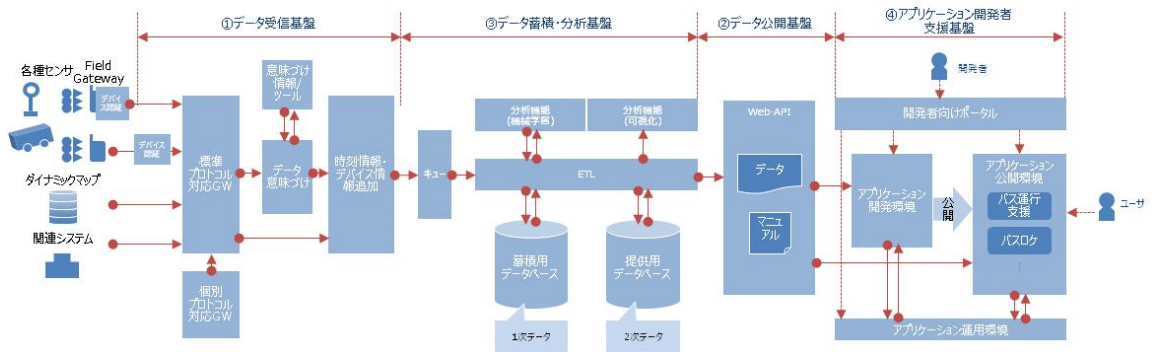 ①データ受信基盤
③データ蓄積・分析基盤
②データ公開基盤
④アプリケーション開発者
支援基盤
各種センサ
Field
Gateway
デバイ
ス認証
デバイス
認証
ダイナミックマップ
関連システム
標準
プロトコル
対応GW
個別
プロトコル
対応GW
意味づけ
情報/
ツール
データ
意味づけ
時刻情報・
デバイス情
報追加
キュー
分析機能
(機械学習)
分析機能
(可視化)
ETL
蓄積用
データベース
提供用
データベース
1次データ
2次データ
Web-API
データ
マニュ
アル
開発者
開発者向けポータル
アプリケーション
開発環境
公開
アプリケーション
公開環境
バス運行
支援
バスロケ
⋮
ユーザ
アプリケーション運用環境